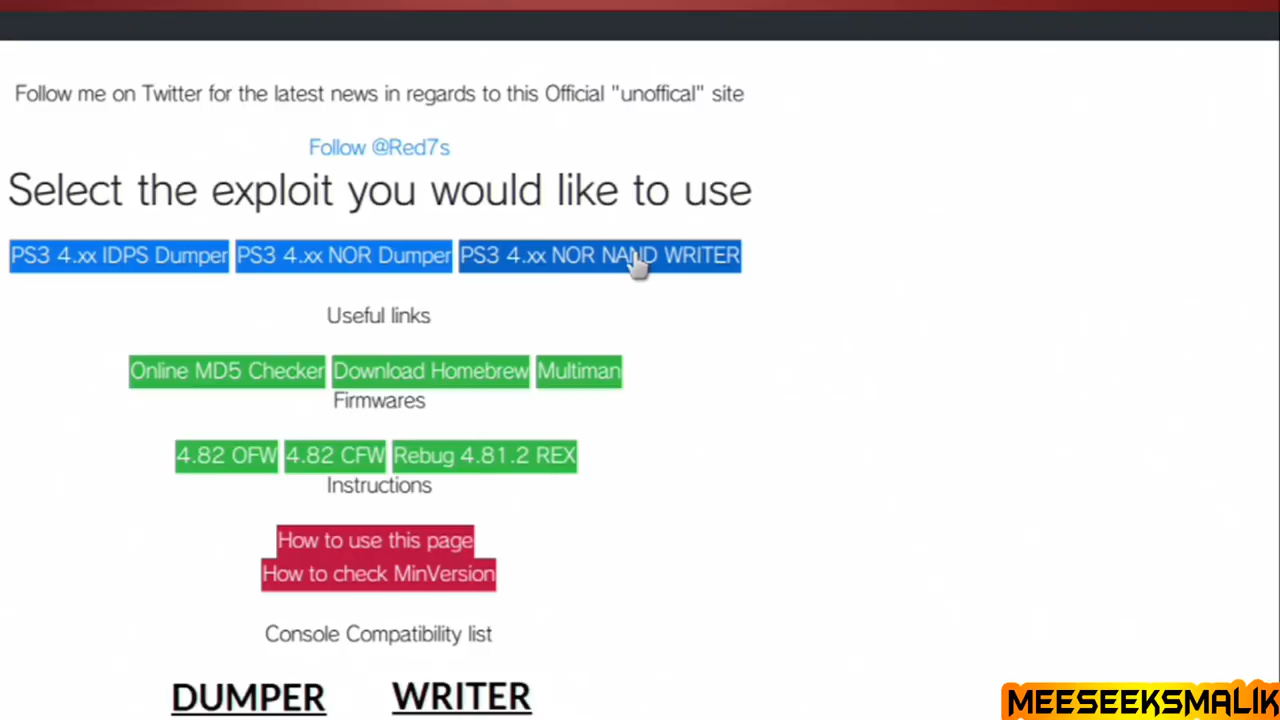 Follow me on Twitter for the latest news in regards to this Official "unoffical" site
Follow @Red7s
Select the exploit you would like to use
PS3 4.xx IDPS Dumper PS3 4.xx NOR Dumper PS3 4.xx NOR NAND WRITER
Useful links
Online MD5 Checker Download Homebrew Multiman
Firmwares
4.82 OFW 4.82 CFW Rebug 4.81.2 REX
Instructions
How to use this page
How to check MinVersion
Console Compatibility list
DUMPER WRITER
MEESEEKSMALIK